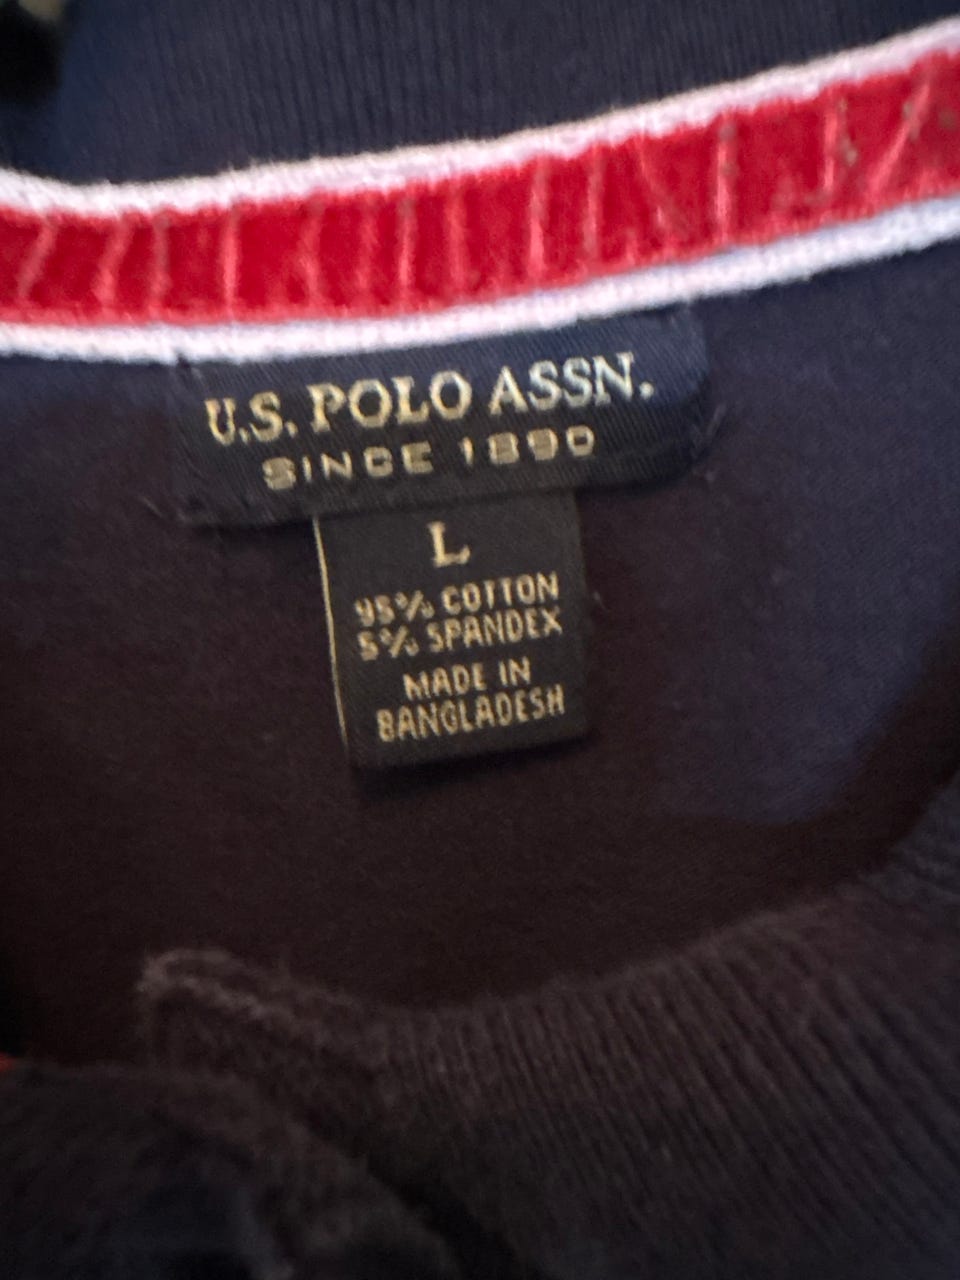 U.S. POLO ASSN.
SINCE 1890
L
95% COTTON
5% SPANDEX
MADE IN
BANGLADESH